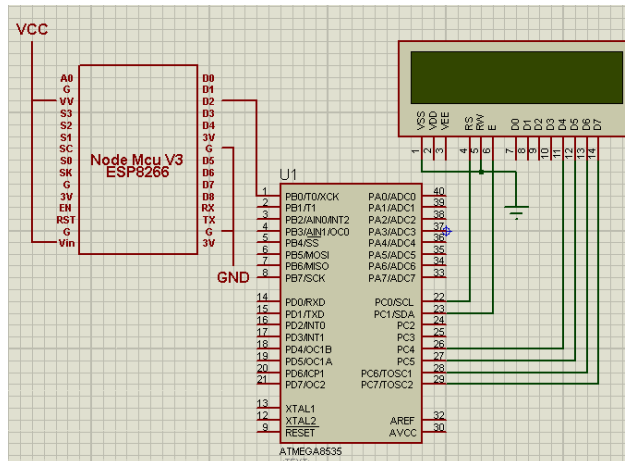 VCC
A0
G
VV
S3
S2
S1
SC
S0
SK
G
3V
EN
RST
G
Vin
Node Mcu V3
ESP8266
D0
D1
D2
D3
D4
3V
G
D5
D6
D7
D8
RX
TX
G
3V
GND
VSS VDD VEE RS RW E D0 D1 D2 D3 D4 D5 D6 D7
1 2 3 4 5 6 7 8 9 10 11 12 13 14
U1
1 PB0/T0/XCK PA0/ADC0 40
2 PB1/T1 PA1/ADC1 39
3 PB2/AIN0/INT2 PA2/ADC2 38
4 PB3/AIN1/OC0 PA3/ADC3 37
5 PB4/SS PA4/ADC4 36
6 PB5/MOSI PA5/ADC5 35
7 PB6/MISO PA6/ADC6 34
8 PB7/SCK PA7/ADC7 33
14 PD0/RXD PC0/SCL 22
15 PD1/TXD PC1/SDA 23
16 PD2/INT0 PC2 24
17 PD3/INT1 PC3 25
18 PD4/OC1B PC4 26
19 PD5/OC1A PC5 27
20 PD6/ICP1 PC6/TOSC1 28
21 PD7/OC2 PC7/TOSC2 29
13 XTAL1
12 XTAL2 AREF 32
9 RESET AVCC 30
ATMEGA8535